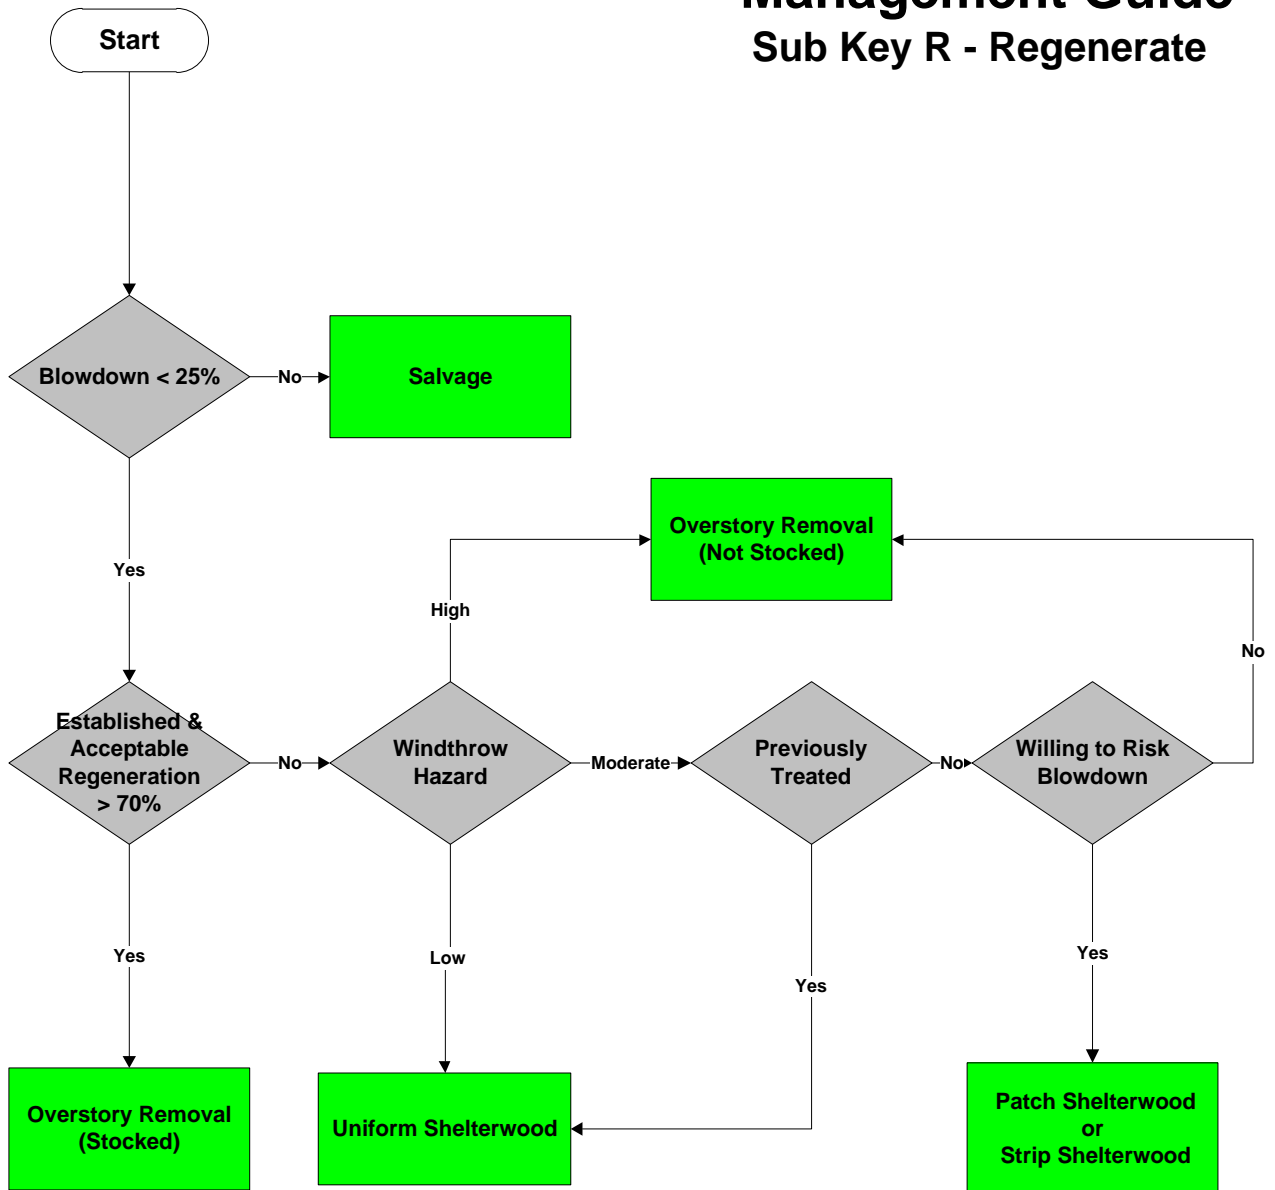 Management Guide
Sub Key R - Regenerate
Start
Blowdown < 25%
No
Salvage
Yes
Overstory Removal
(Not Stocked)
High
No
Established &
Acceptable
Regeneration
> 70%
No
Windthrow
Hazard
Moderate
Previously
Treated
No
Willing to Risk
Blowdown
Yes
Low
Yes
Yes
Overstory Removal
(Stocked)
Uniform Shelterwood
Patch Shelterwood
or
Strip Shelterwood